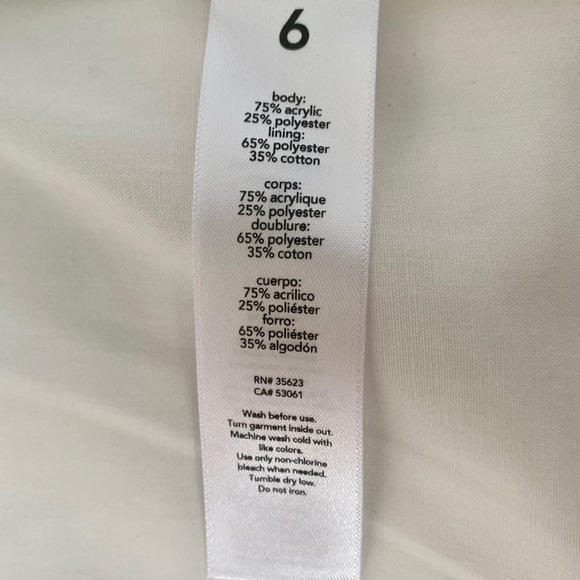 6
body:
75% acrylic
25% polyester
lining:
65% polyester
35% cotton
corps:
75% acrylique
25% polyester
doublure:
65% polyester
35% coton
cuerpo:
75% acrilico
25% poliéster
forro:
65% poliéster
35% algodón
RN# 35623
CA# 53061
Wash before use.
Turn garment inside out.
Machine wash cold with
like colors.
Use only non-chlorine
bleach when needed.
Tumble dry low.
Do not iron.